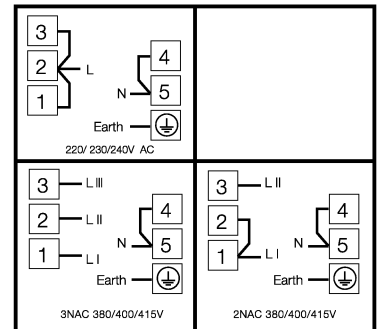 3
2
1
L
4
N
5
Earth
220/ 230/240V AC
3
L III
2
L II
1
L I
4
N
5
Earth
3NAC 380/400/415V
3
L II
2
1
L I
4
N
5
Earth
2NAC 380/400/415V